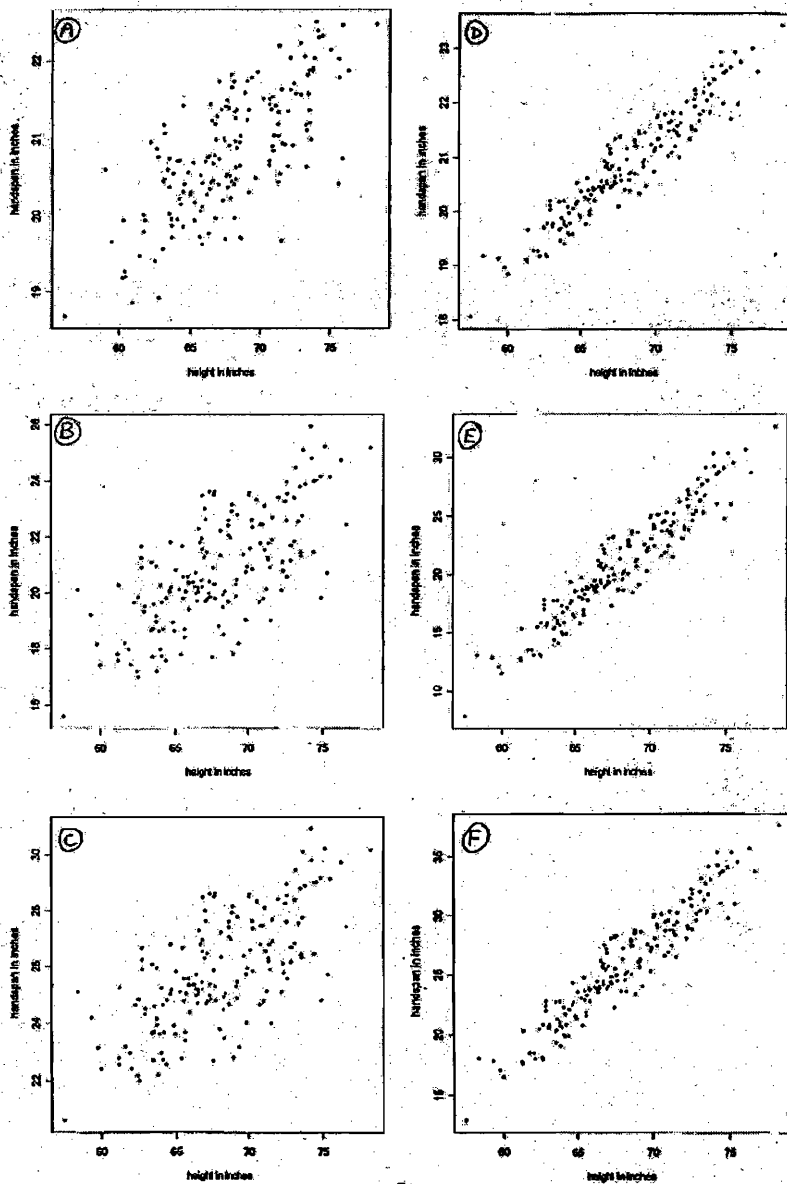 A
handspan in inches
22
21
20
19
60 65 70 75
height in inches
D
handspan in inches
23
22
21
20
19
18
60 65 70 75
height in inches
B
handspan in inches
26
24
22
20
18
16
60 65 70 75
height in inches
E
handspan in inches
30
25
20
15
10
60 65 70 75
height in inches
C
handspan in inches
30
28
26
24
22
60 65 70 75
height in inches
F
handspan in inches
35
30
25
20
15
60 65 70 75
height in inches